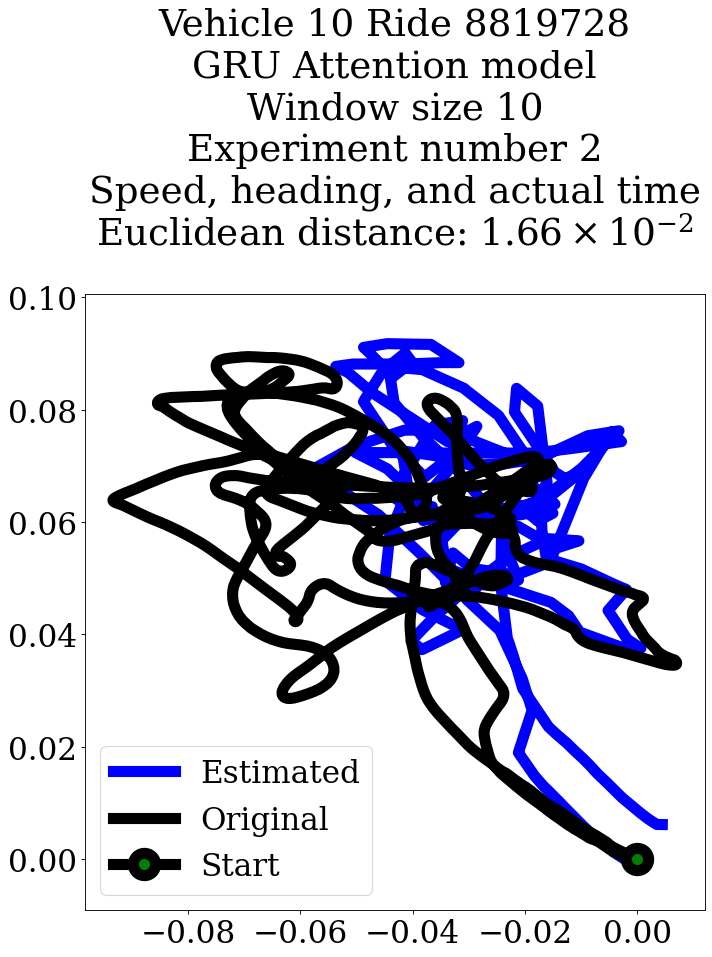 Vehicle 10 Ride 8819728
GRU Attention model
Window size 10
Experiment number 2
Speed, heading, and actual time
Euclidean distance: 1.66 × 10⁻²
0.10
0.08
0.06
0.04
0.02
0.00
Estimated
Original
Start
−0.08 −0.06 −0.04 −0.02 0.00